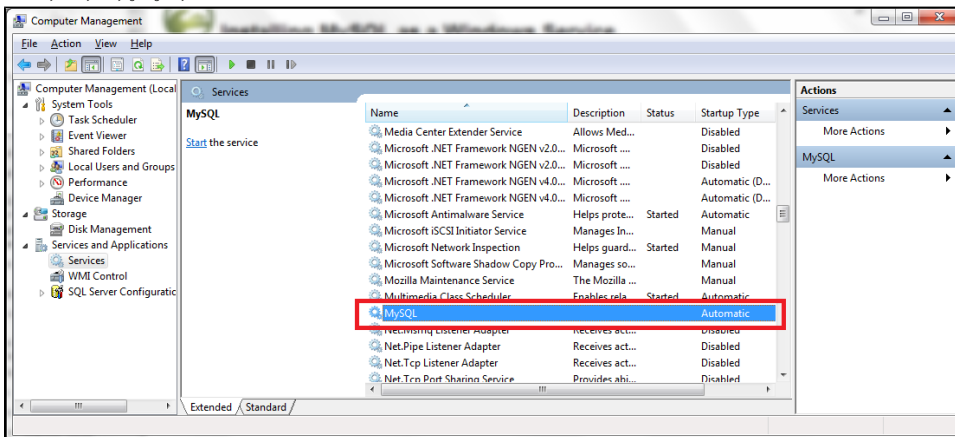 Computer Management
Installing MySQL as a Windows Service
File Action View Help
Computer Management (Local
System Tools
Task Scheduler
Event Viewer
Shared Folders
Local Users and Groups
Performance
Device Manager
Storage
Disk Management
Services and Applications
Services
WMI Control
SQL Server Configuratic
Services
MySQL
Start the service
Name Description Status Startup Type
Media Center Extender Service Allows Med... Disabled
Microsoft .NET Framework NGEN v2.0... Microsoft .... Disabled
Microsoft .NET Framework NGEN v2.0... Microsoft .... Disabled
Microsoft .NET Framework NGEN v4.0... Microsoft .... Automatic (D...
Microsoft .NET Framework NGEN v4.0... Microsoft .... Automatic (D...
Microsoft Antimalware Service Helps prote... Started Automatic
Microsoft iSCSI Initiator Service Manages In... Manual
Microsoft Network Inspection Helps guard... Started Manual
Microsoft Software Shadow Copy Pro... Manages so... Manual
Mozilla Maintenance Service The Mozilla ... Manual
Multimedia Class Scheduler Enables rela... Started Automatic
MySQL Automatic
Net.Msmq Listener Adapter Receives act... Disabled
Net.Pipe Listener Adapter Receives act... Disabled
Net.Tcp Listener Adapter Receives act... Disabled
Net.Tcp Port Sharing Service Provides abi... Disabled
Extended Standard
Actions
Services
More Actions
MySQL
More Actions